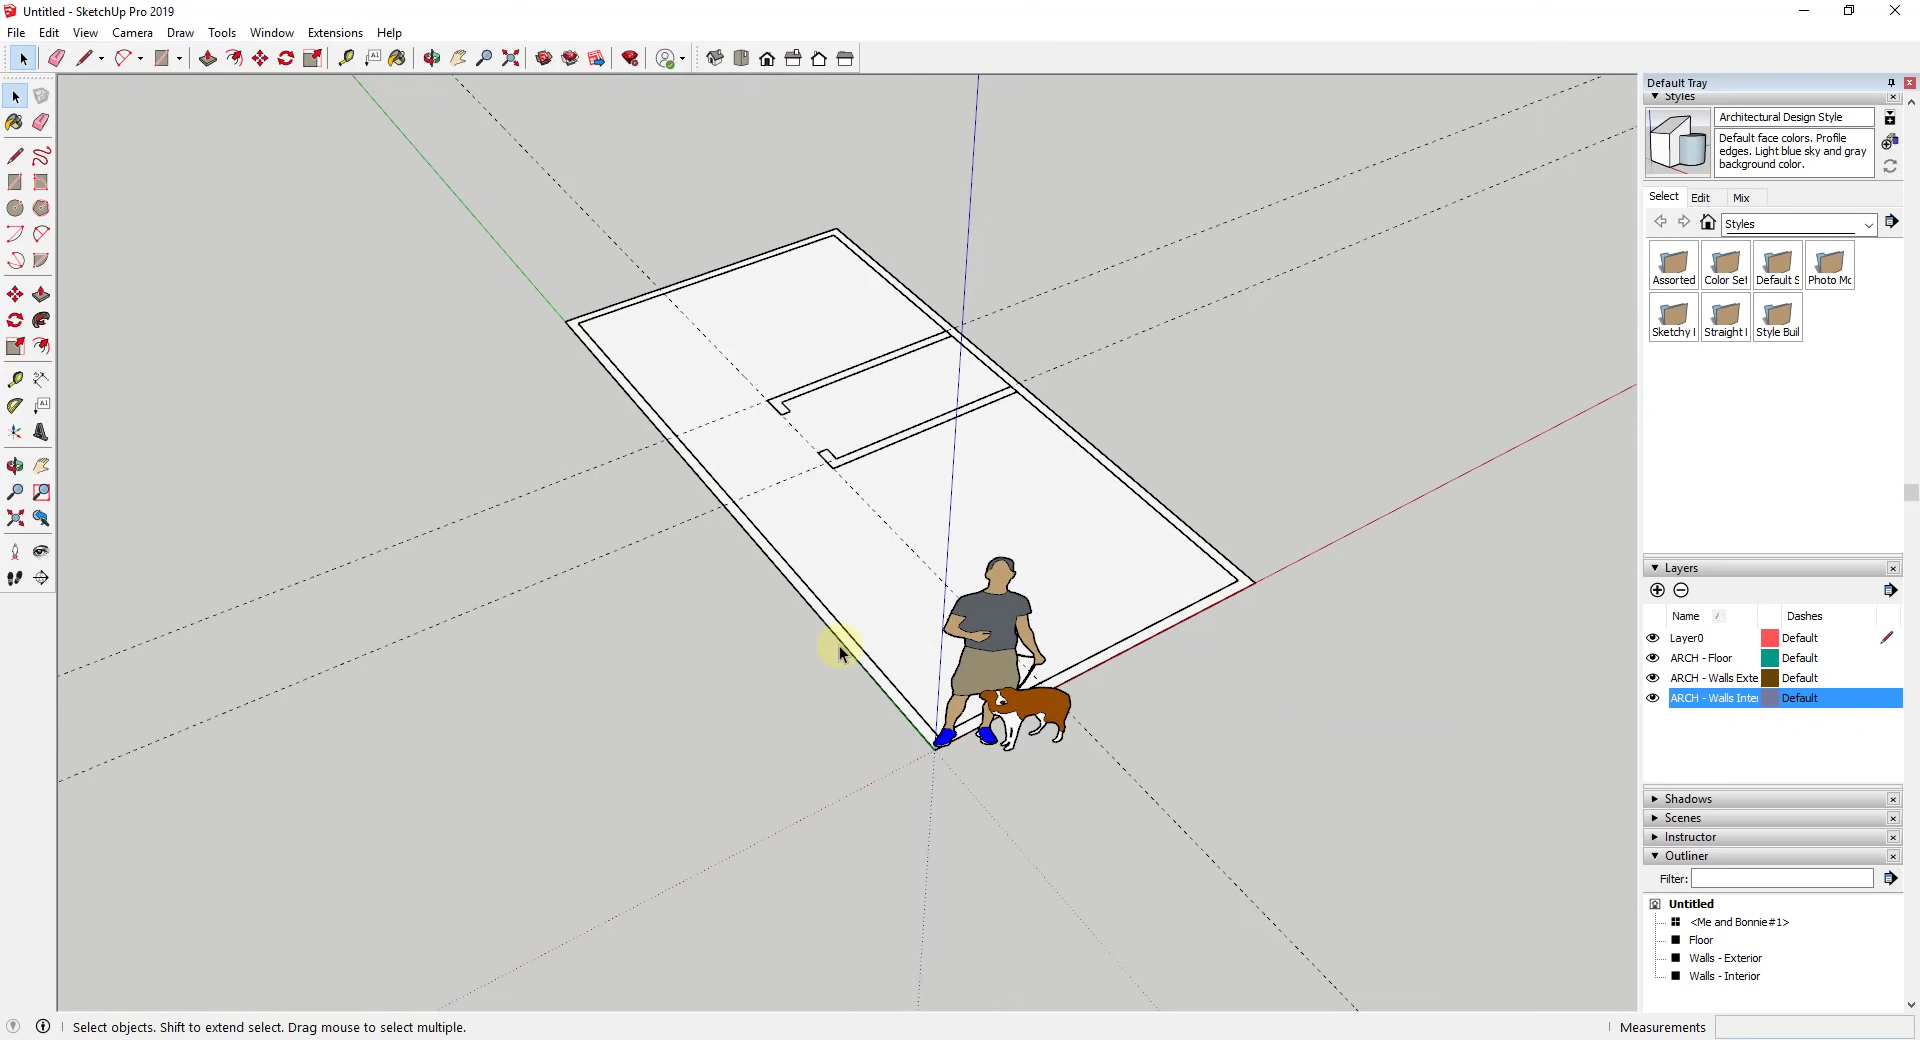 Untitled - SketchUp Pro 2019
File Edit View Camera Draw Tools Window Extensions Help
Default Tray
Styles
Architectural Design Style
Default face colors. Profile
edges. Light blue sky and gray
background color.
Select Edit Mix
Styles
Assorted Color Set Default S Photo Mo
Sketchy I Straight I Style Buil
Layers
Name Dashes
Layer0 Default
ARCH - Floor Default
ARCH - Walls Exte Default
ARCH - Walls Inter Default
Shadows
Scenes
Instructor
Outliner
Filter:
Untitled
<Me and Bonnie#1>
Floor
Walls - Exterior
Walls - Interior
Select objects. Shift to extend select. Drag mouse to select multiple.
Measurements